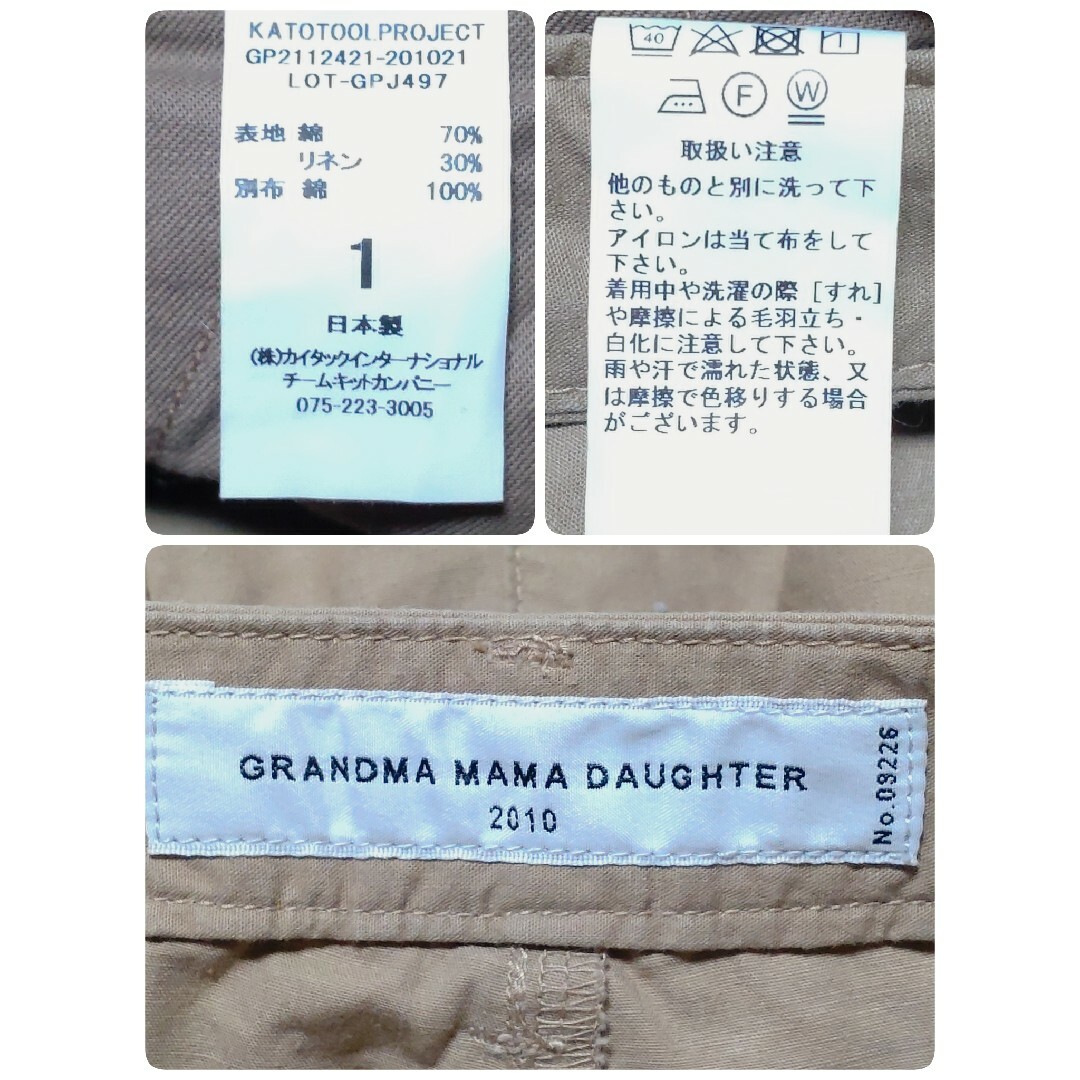 KATOTOOLPROJECT
GP2112421-201021
LOT-GPJ497
表地 綿 70%
リネン 30%
別布 綿 100%
1
日本製
(株)カイタックインターナショナル
チームキットカンパニー
075-223-3005
40
1
F
W
取扱い注意
他のものと別に洗って下
さい。
アイロンは当て布をして
下さい。
着用中や洗濯の際[すれ]
や摩擦による毛羽立ち・
白化に注意して下さい。
雨や汗で濡れた状態、又
は摩擦で色移りする場合
がございます。
GRANDMA MAMA DAUGHTER
2010
No.09226